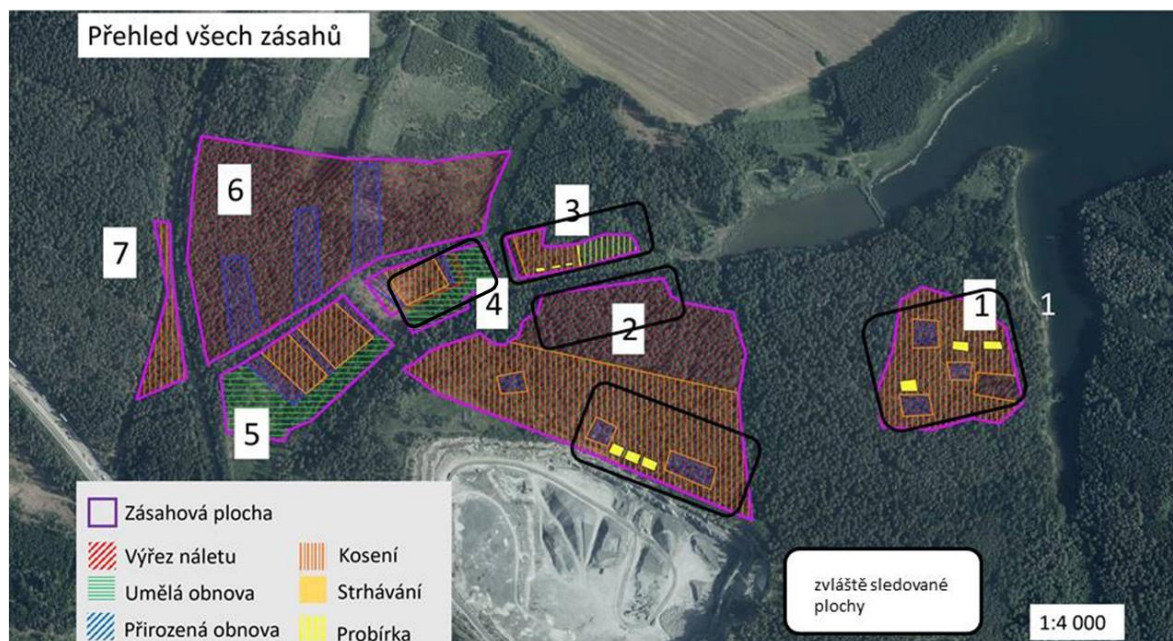 Přehled všech zásahů
6
3
7
4
2
1
1
5
Zásahová plocha
Výřez náletu
Kosení
Umělá obnova
Strhávání
Přirozená obnova
Probírka
zvláště sledované
plochy
1:4 000